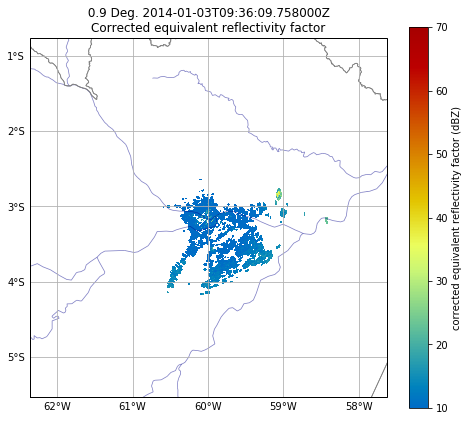 0.9 Deg. 2014-01-03T09:36:09.758000Z
Corrected equivalent reflectivity factor
1°S
2°S
3°S
4°S
5°S
62°W 61°W 60°W 59°W 58°W
70
60
50
40
30
20
10
corrected equivalent reflectivity factor (dBZ)